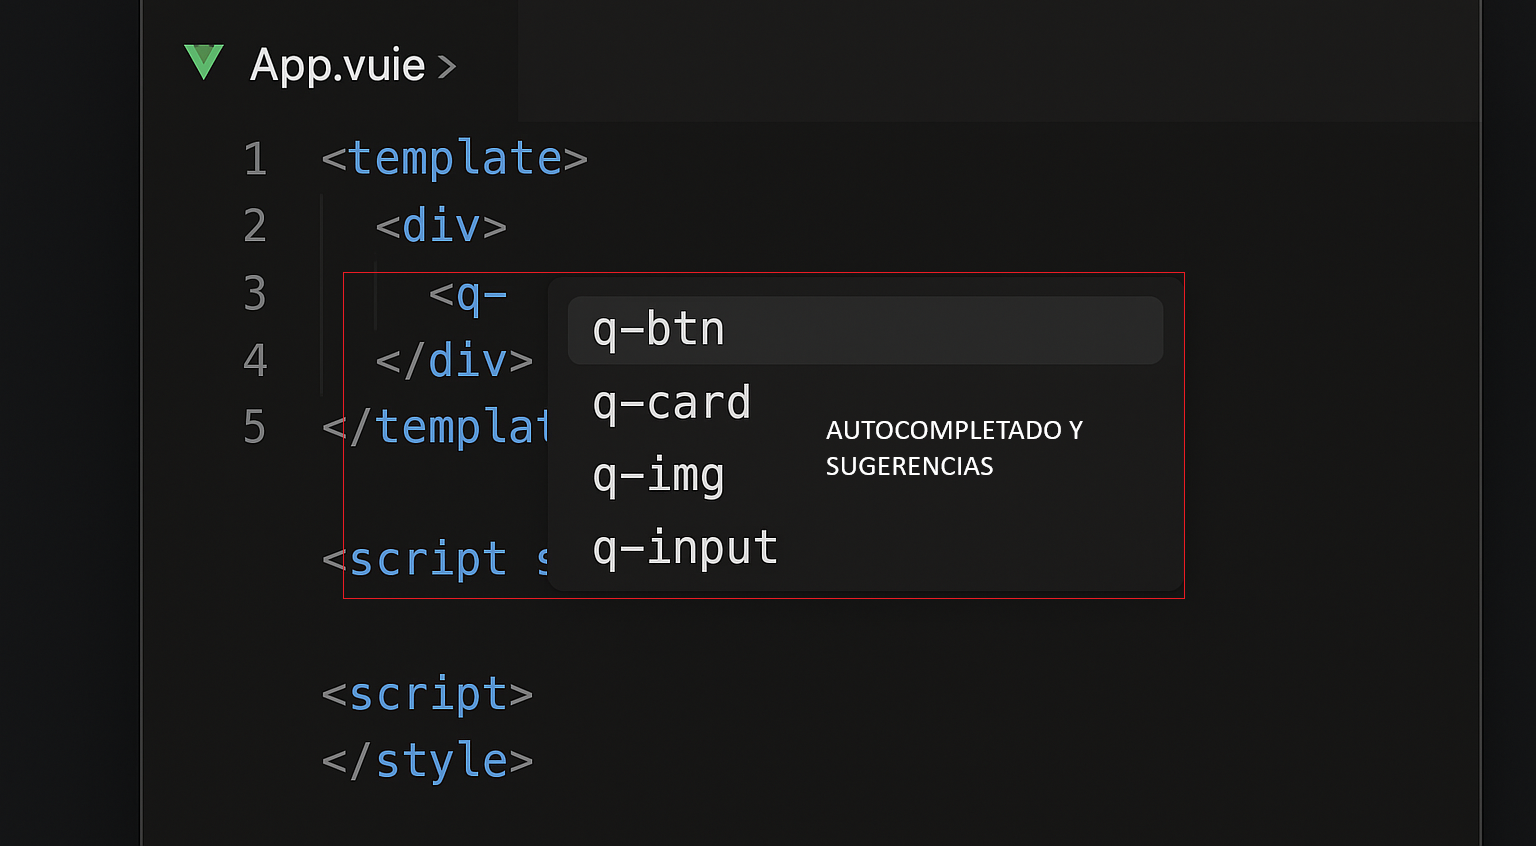 App.vuie >
1 <template>
2 <div>
3 <q-
q-btn
4 </div>
q-card
5 </templat
AUTOCOMPLETADO Y
SUGERENCIAS
q-img
q-input
<script s
<script>
</style>